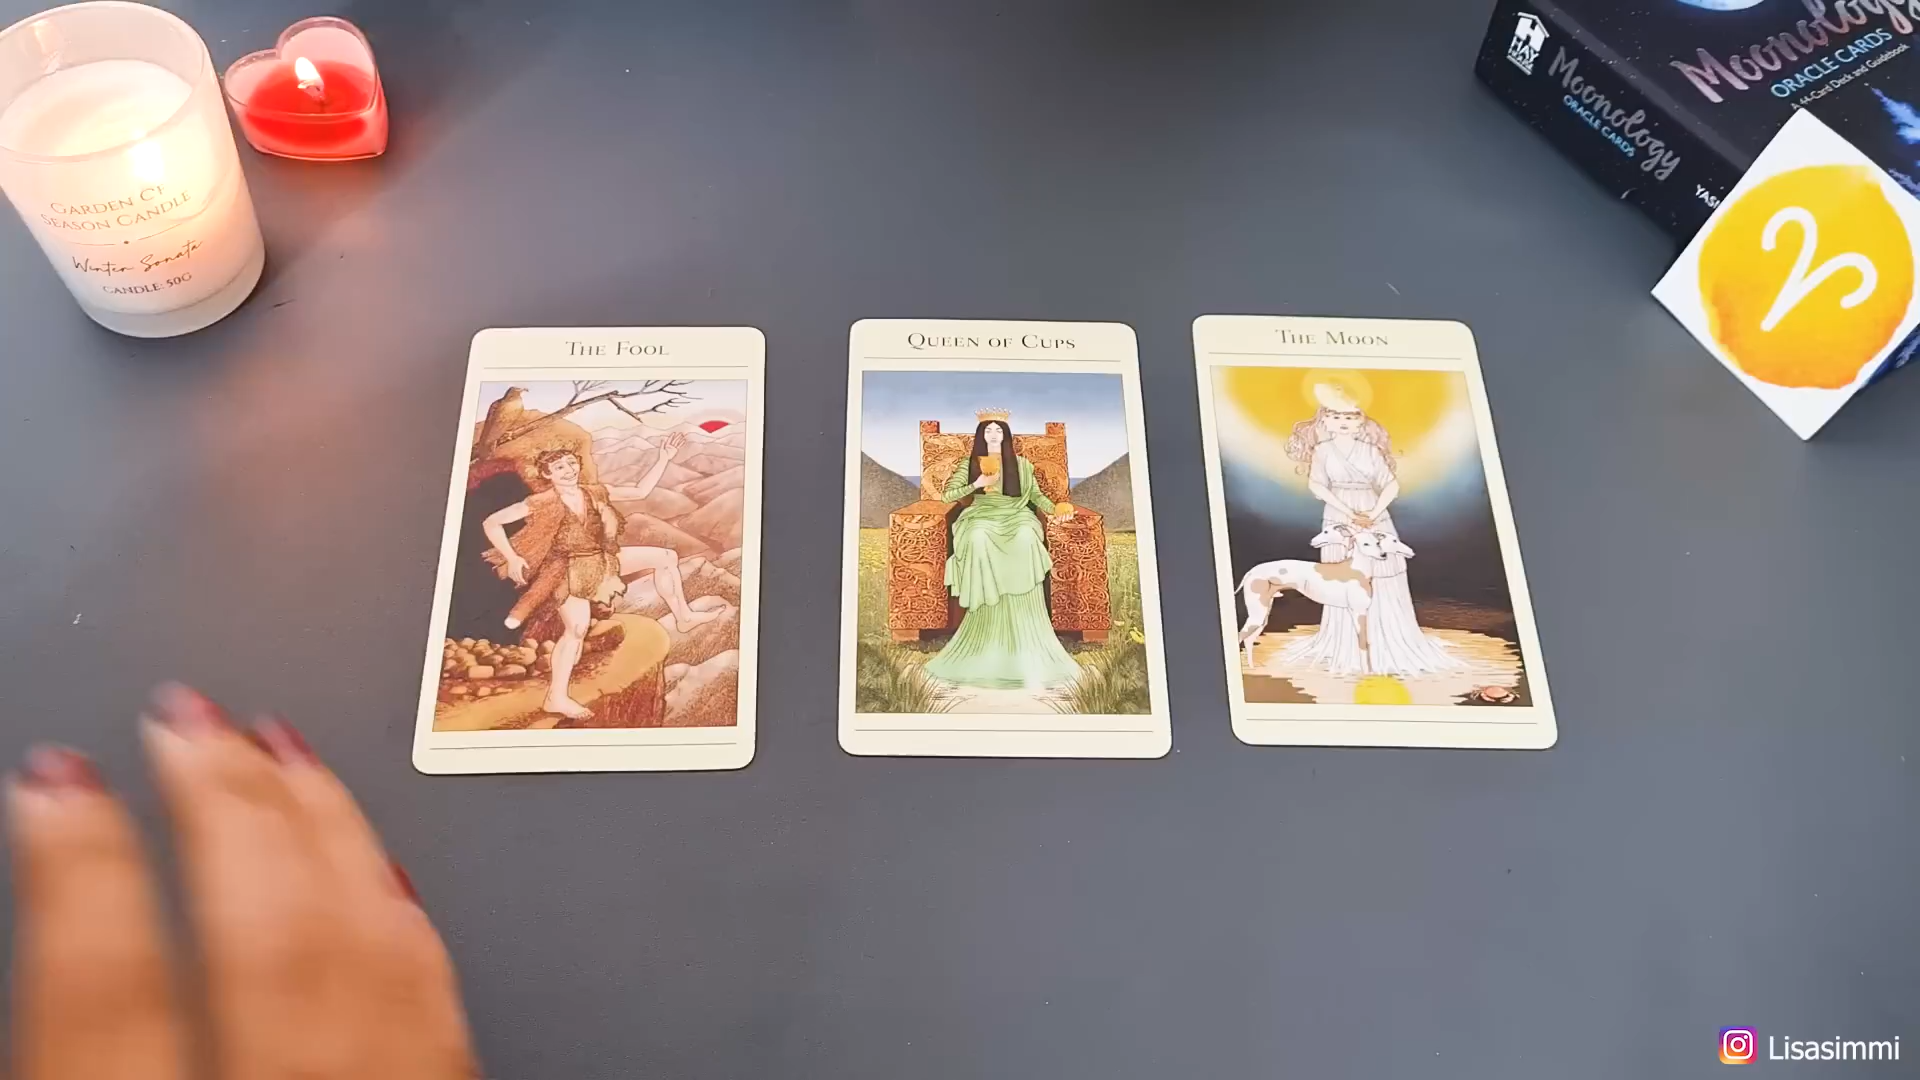 GARDEN
SEASON CANDLE
Winter Sonata
CANDLE: 50G
THE FOOL
QUEEN OF CUPS
THE MOON
HAY
HOUSE
Moonology
ORACLE CARDS
Moonology
ORACLE CARDS
A 44-Card Deck and Guidebook
Lisasimmi